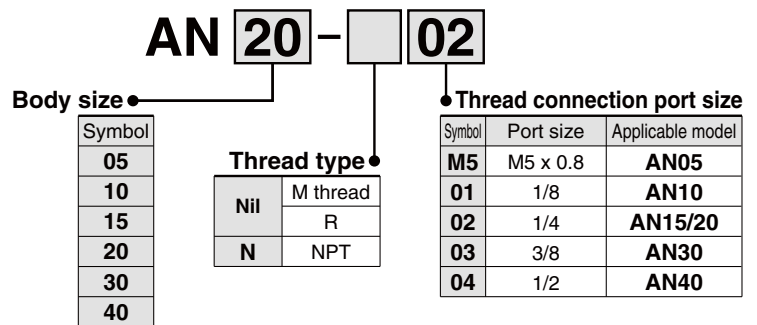 AN 20 - 02
Body size
Symbol
05
10
15
20
30
40
Thread type
Nil M thread
R
N NPT
Thread connection port size
Symbol Port size Applicable model
M5 M5 x 0.8 AN05
01 1/8 AN10
02 1/4 AN15/20
03 3/8 AN30
04 1/2 AN40